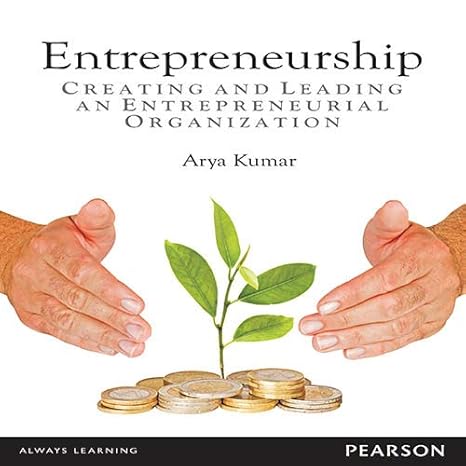 Entrepreneurship
CREATING AND LEADING
AN ENTREPRENEURIAL
ORGANIZATION
Arya Kumar
ALWAYS LEARNING
PEARSON